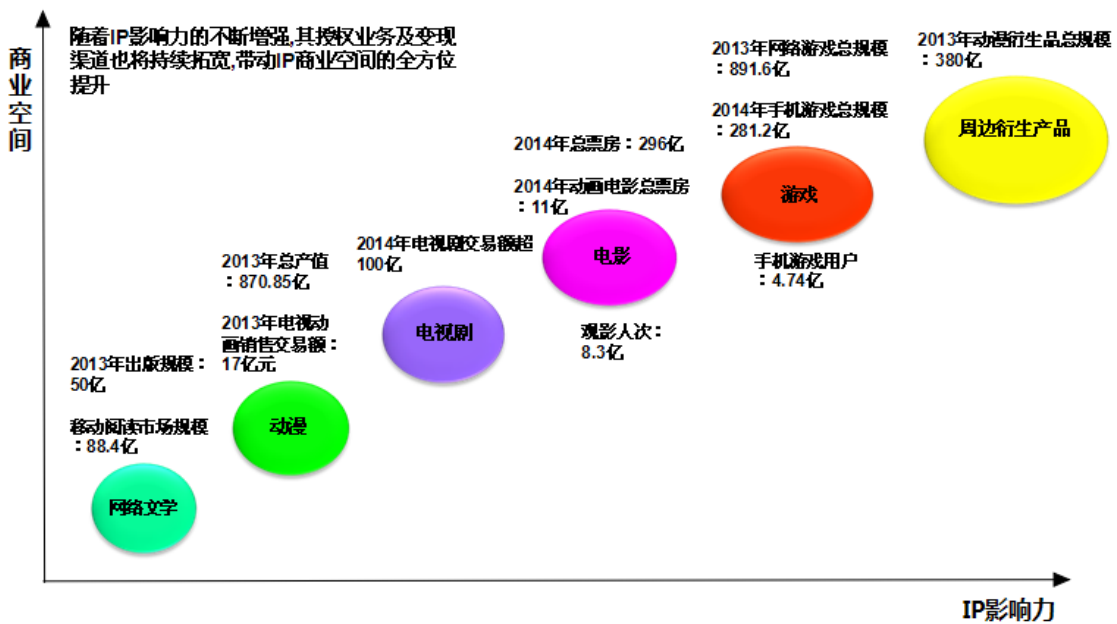 商业空间
随着IP影响力的不断增强,其授权业务及变现
渠道也将持续拓宽,带动IP商业空间的全方位
提升
2013年出版规模：
50亿
移动阅读市场规模
：88.4亿
网络文学
2013年总产值
：870.85亿
2013年电视动
画销售交易额：
17亿元
动漫
2014年电视剧交易额超
100亿
电视剧
2014年总票房：296亿
2014年动画电影总票房
：11亿
电影
观影人次：
8.3亿
2013年网络游戏总规模
：891.6亿
2014年手机游戏总规模
：281.2亿
游戏
手机游戏用户
：4.74亿
2013年动漫衍生品总规模
：380亿
周边衍生产品
IP影响力